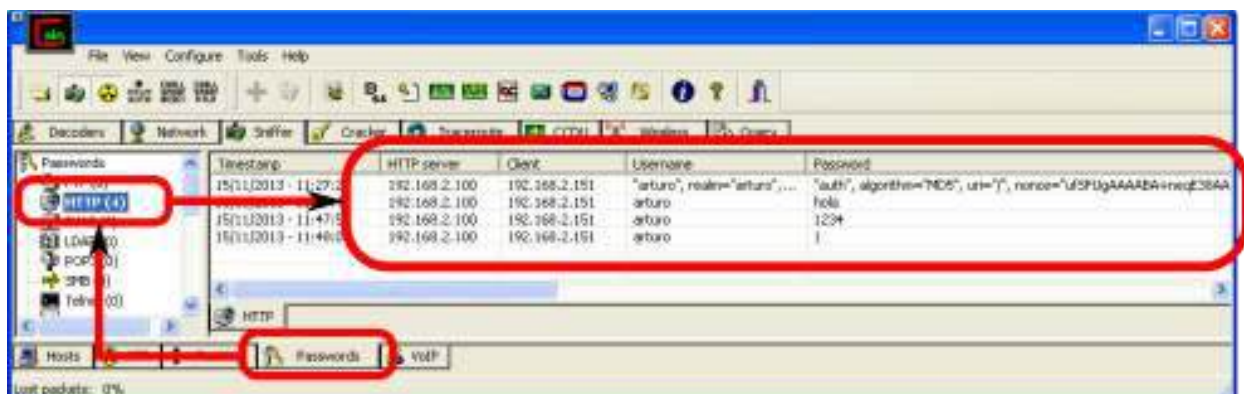 File View Configure Tools Help
Decoders Network Sniffer Cracker Traceroute CCDU Wireless Query
Passwords
HTTP (4)
LDAP (0)
POP3 (0)
SMB (0)
Telnet (0)
Timestamp HTTP server Client Username Password
15/11/2013 - 11:27:2 192.168.2.100 192.168.2.151 "arturo", realm="arturo",... "auth", algorithm="MD5", uri="/",
192.168.2.100 192.168.2.151 arturo hola
15/11/2013 - 11:47:5 192.168.2.100 192.168.2.151 arturo 1234
15/11/2013 - 11:48:0 192.168.2.100 192.168.2.151 arturo 1
HTTP
Hosts Passwords VoIP
Lost packets: 0%